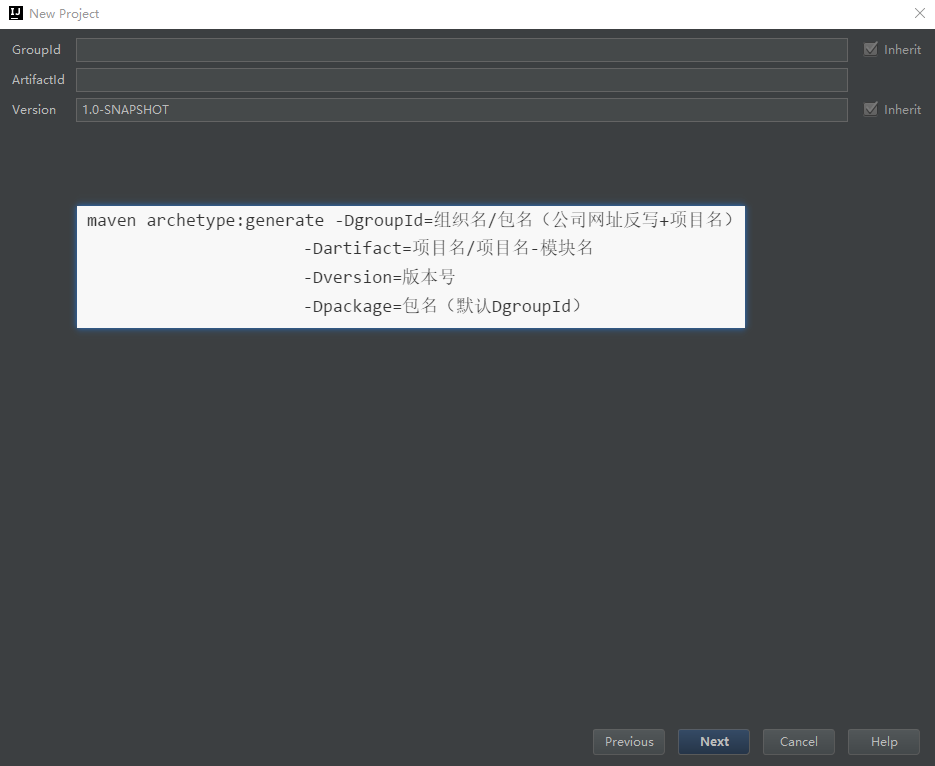 New Project
GroupId Inherit
ArtifactId
Version 1.0-SNAPSHOT Inherit
maven archetype:generate -DgroupId=组织名/包名（公司网址反写+项目名）
-Dartifact=项目名/项目名-模块名
-Dversion=版本号
-Dpackage=包名（默认DgroupId）
Previous Next Cancel Help